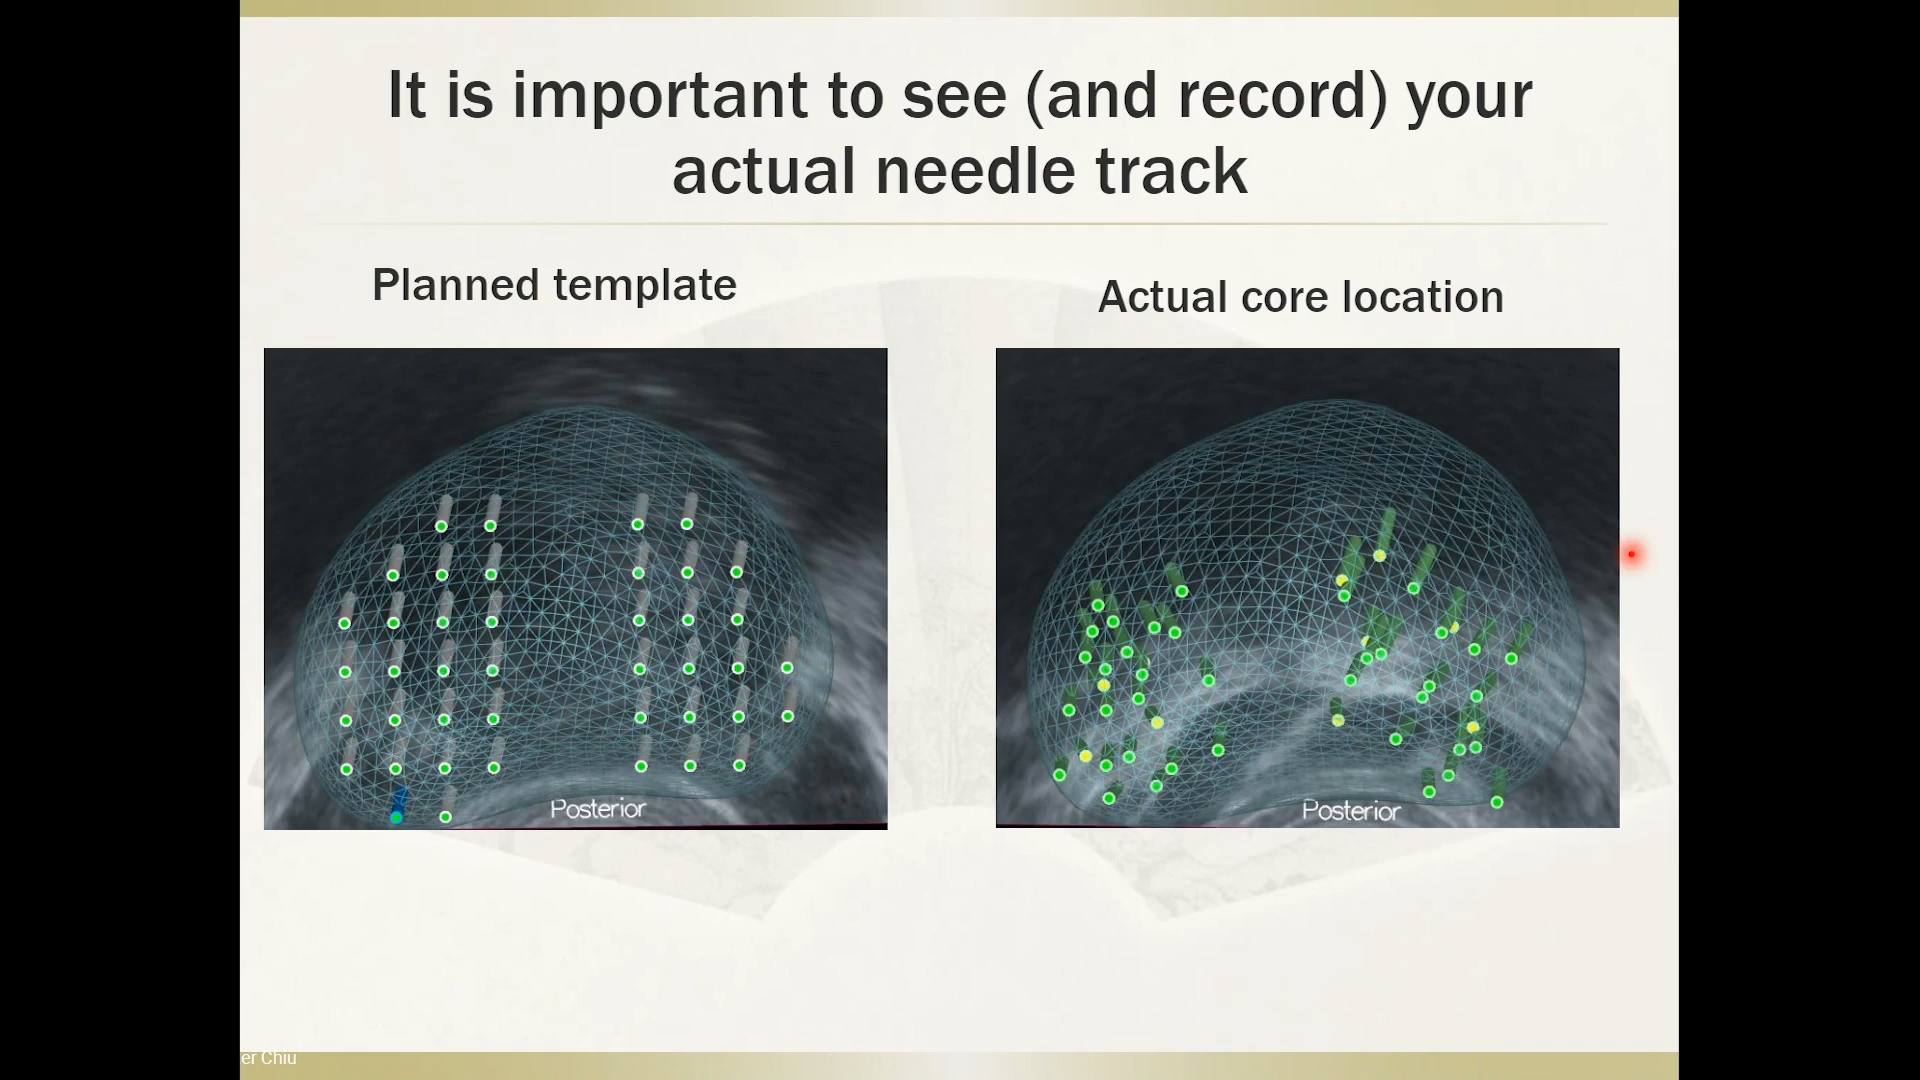 It is important to see (and record) your
actual needle track
Planned template
Actual core location
Posterior
Posterior
er Chiu